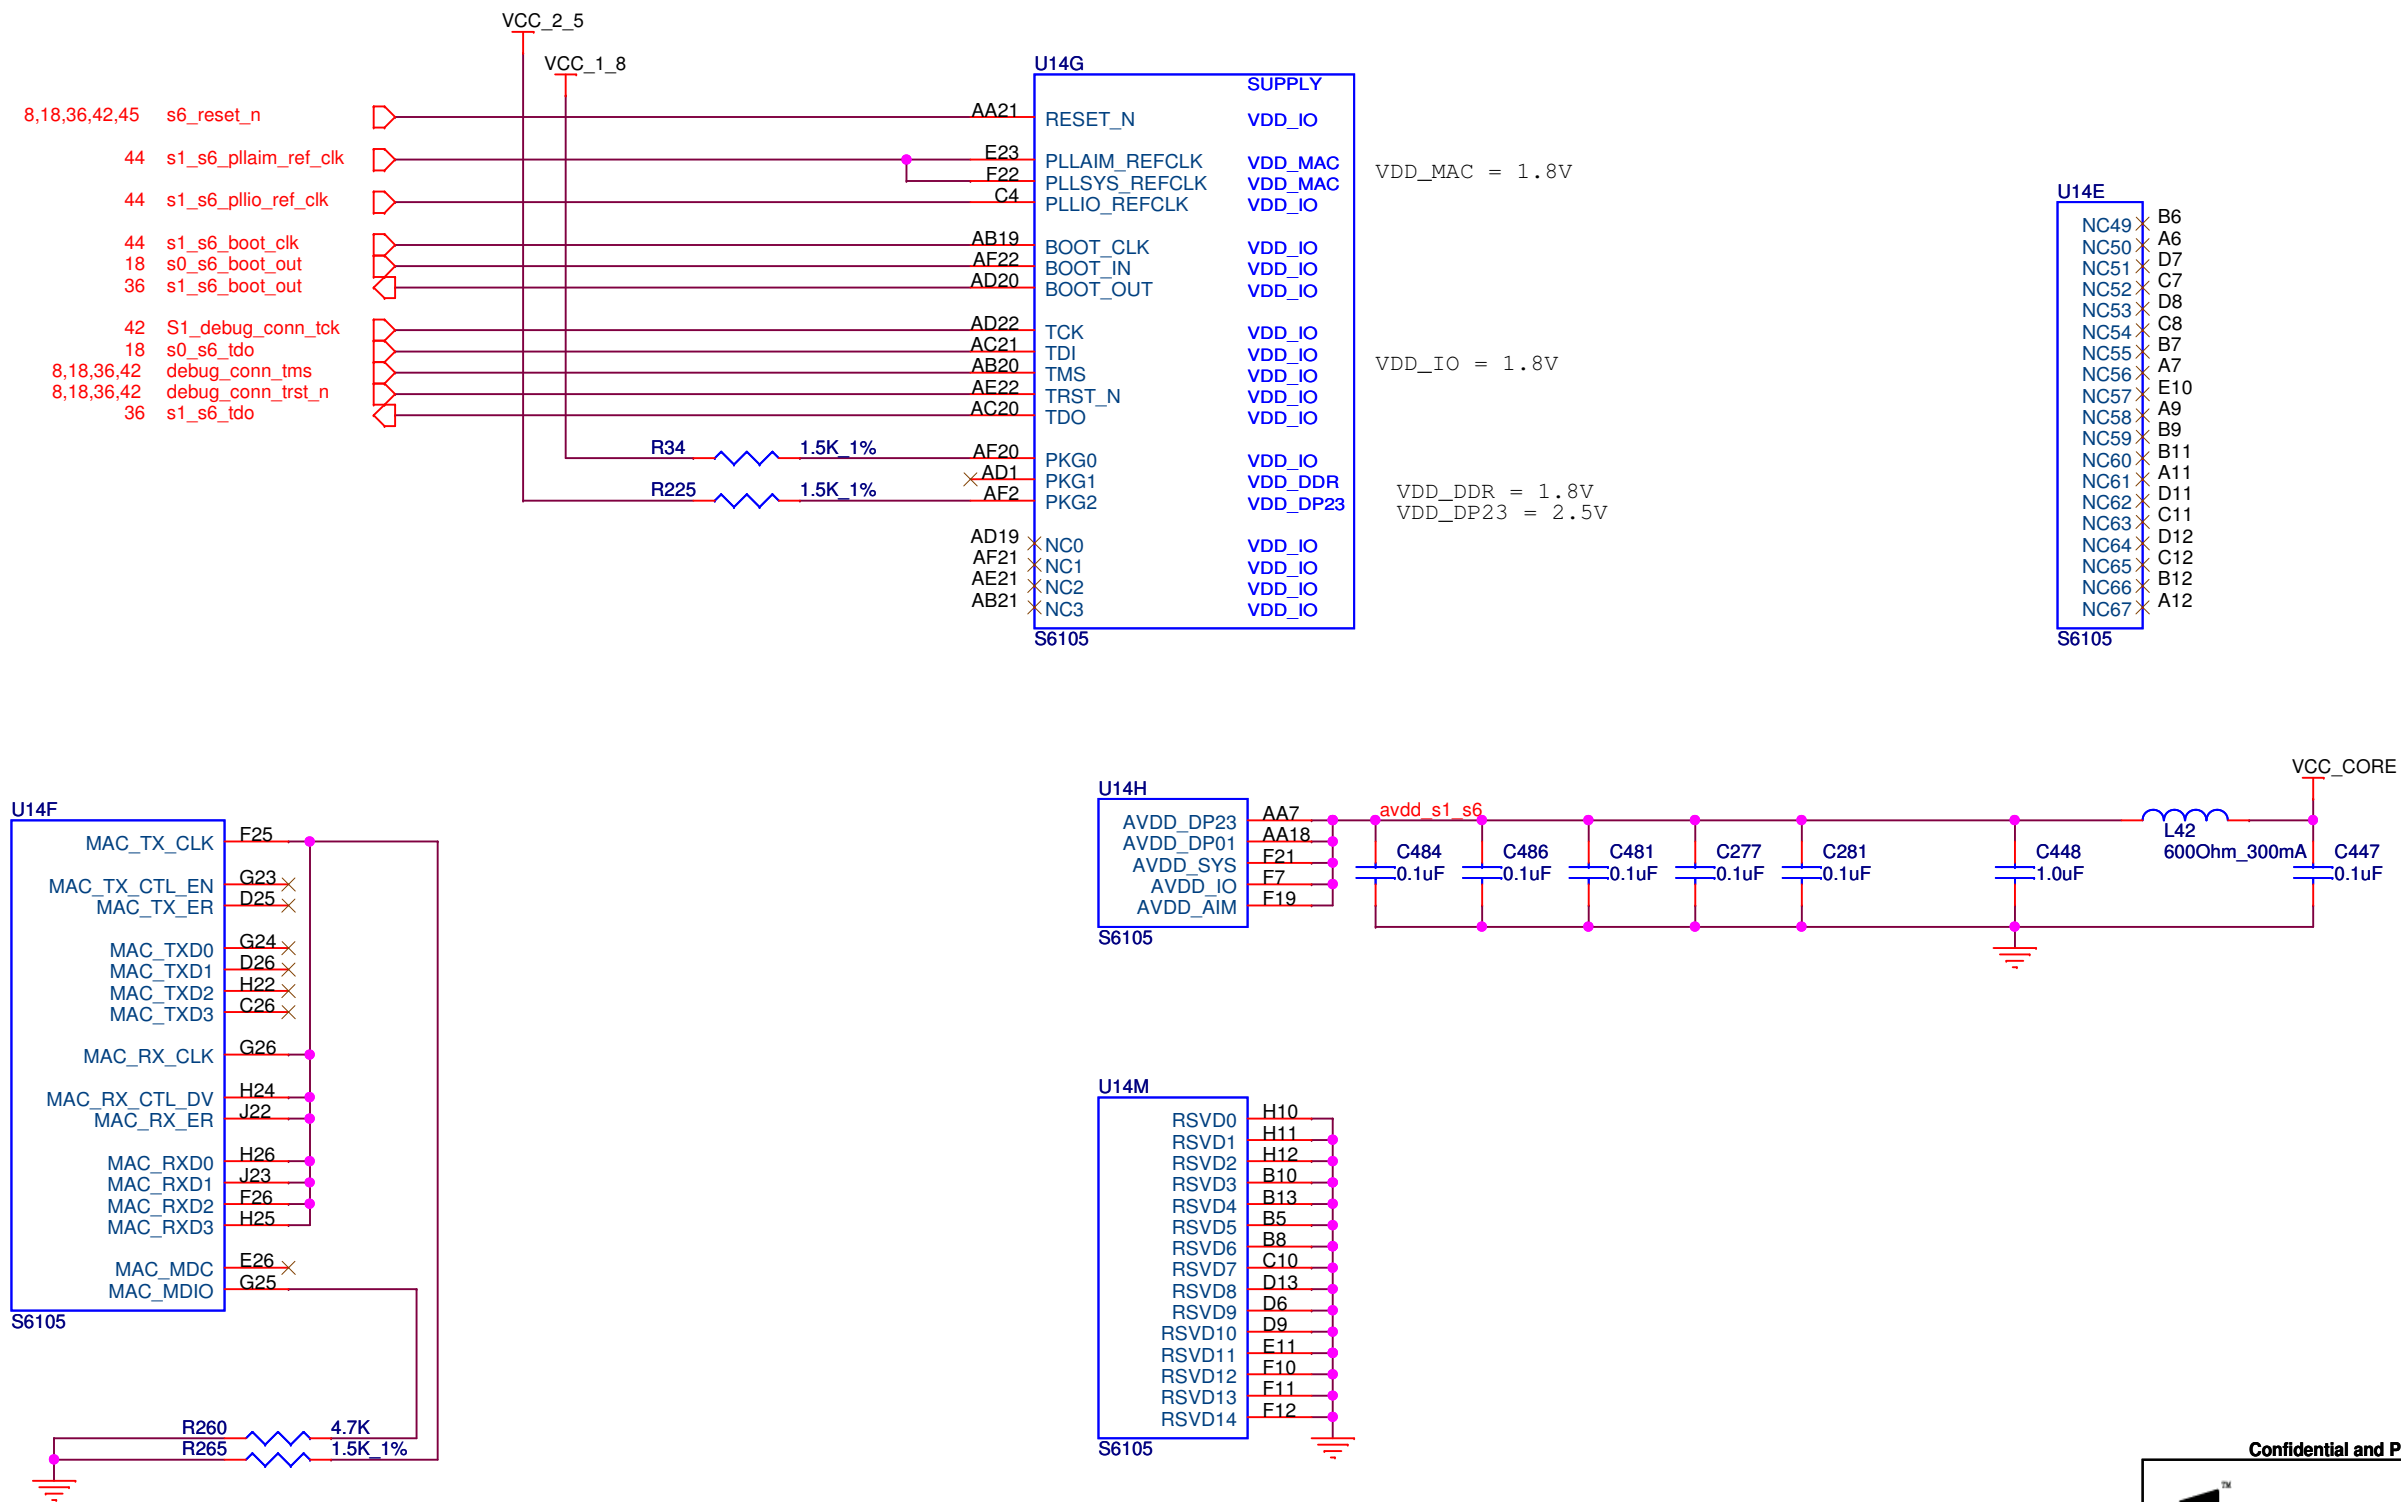 VCC_2_5
VCC_1_8
8,18,36,42,45 s6_reset_n
44 s1_s6_pllaim_ref_clk
44 s1_s6_pllio_ref_clk
44 s1_s6_boot_clk
18 s0_s6_boot_out
36 s1_s6_boot_out
42 S1_debug_conn_tck
18 s0_s6_tdo
8,18,36,42 debug_conn_tms
8,18,36,42 debug_conn_trst_n
36 s1_s6_tdo
R34 1.5K_1%
R225 1.5K_1%
U14G
SUPPLY
AA21 RESET_N VDD_IO
E23 PLLAIM_REFCLK VDD_MAC
F22 PLLSYS_REFCLK VDD_MAC
C4 PLLIO_REFCLK VDD_IO
AB19 BOOT_CLK VDD_IO
AF22 BOOT_IN VDD_IO
AD20 BOOT_OUT VDD_IO
AD22 TCK VDD_IO
AC21 TDI VDD_IO
AB20 TMS VDD_IO
AE22 TRST_N VDD_IO
AC20 TDO VDD_IO
AF20 PKG0 VDD_IO
AD1 PKG1 VDD_DDR
AF2 PKG2 VDD_DP23
AD19 NC0 VDD_IO
AF21 NC1 VDD_IO
AE21 NC2 VDD_IO
AB21 NC3 VDD_IO
S6105
VDD_MAC = 1.8V
VDD_IO = 1.8V
VDD_DDR = 1.8V
VDD_DP23 = 2.5V
U14E
NC49 B6
NC50 A6
NC51 D7
NC52 C7
NC53 D8
NC54 C8
NC55 B7
NC56 A7
NC57 E10
NC58 A9
NC59 B9
NC60 B11
NC61 A11
NC62 D11
NC63 C11
NC64 D12
NC65 C12
NC66 B12
NC67 A12
S6105
U14F
MAC_TX_CLK F25
MAC_TX_CTL_EN G23
MAC_TX_ER D25
MAC_TXD0 G24
MAC_TXD1 D26
MAC_TXD2 H22
MAC_TXD3 C26
MAC_RX_CLK G26
MAC_RX_CTL_DV H24
MAC_RX_ER J22
MAC_RXD0 H26
MAC_RXD1 J23
MAC_RXD2 F26
MAC_RXD3 H25
MAC_MDC E26
MAC_MDIO G25
S6105
R260 4.7K
R265 1.5K_1%
U14H
AVDD_DP23 AA7
AVDD_DP01 AA18
AVDD_SYS F21
AVDD_IO F7
AVDD_AIM F19
S6105
avdd_s1_s6
C484 0.1uF
C486 0.1uF
C481 0.1uF
C277 0.1uF
C281 0.1uF
C448 1.0uF
L42
600Ohm_300mA
VCC_CORE
C447 0.1uF
U14M
RSVD0 H10
RSVD1 H11
RSVD2 H12
RSVD3 B10
RSVD4 B13
RSVD5 B5
RSVD6 B8
RSVD7 C10
RSVD8 D13
RSVD9 D6
RSVD10 D9
RSVD11 E11
RSVD12 F10
RSVD13 F11
RSVD14 F12
S6105
Confidential and P
TM